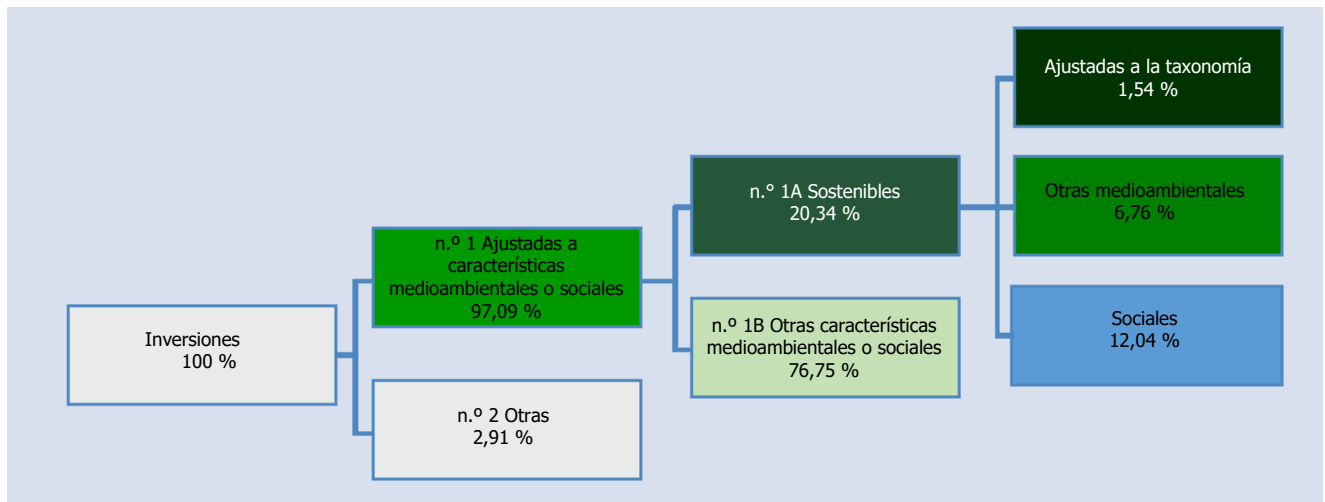 Inversiones
100 %
n.º 1 Ajustadas a
características
medioambientales o sociales
97,09 %
n.º 2 Otras
2,91 %
n.° 1A Sostenibles
20,34 %
n.º 1B Otras características
medioambientales o sociales
76,75 %
Ajustadas a la taxonomía
1,54 %
Otras medioambientales
6,76 %
Sociales
12,04 %